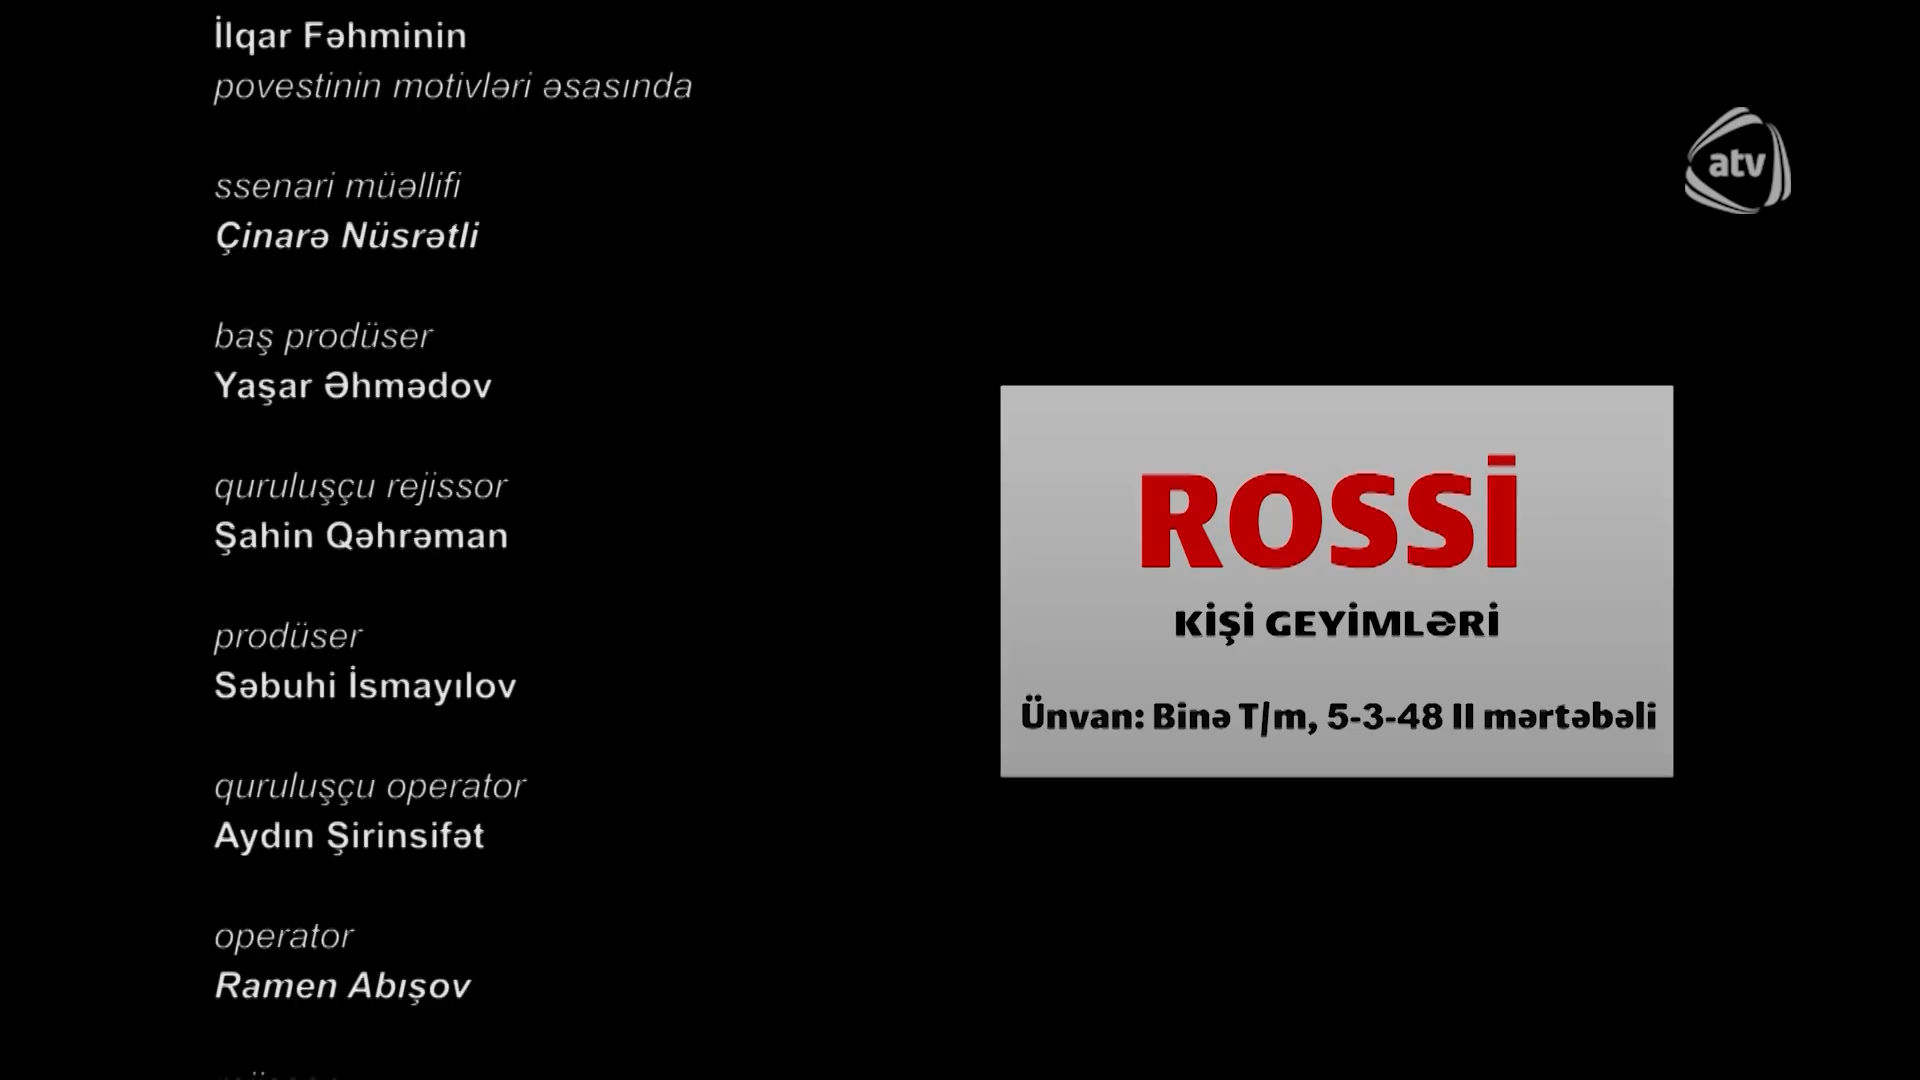 İlqar Fəhminin
povestinin motivləri əsasında
ssenari müəllifi
Çinarə Nüsrətli
baş prodüser
Yaşar Əhmədov
quruluşçu rejissor
Şahin Qəhrəman
prodüser
Səbuhi İsmayılov
quruluşçu operator
Aydın Şirinsifət
operator
Ramen Abışov
atv
ROSSİ
KİŞİ GEYİMLƏRİ
Ünvan: Binə T/m, 5-3-48 II mərtəbəli